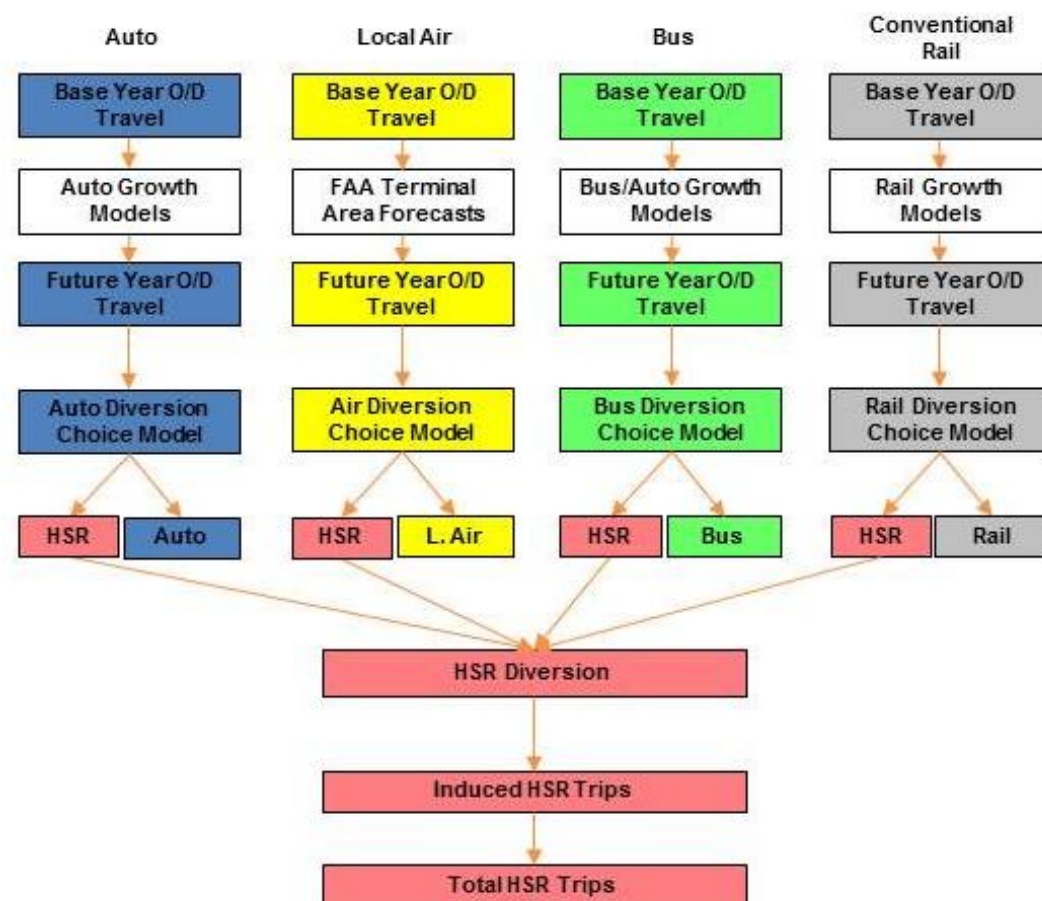 Auto
Local Air
Bus
Conventional
Rail
Base Year O/D
Travel
Base Year O/D
Travel
Base Year O/D
Travel
Base Year O/D
Travel
Auto Growth
Models
FAA Terminal
Area Forecasts
Bus/Auto Growth
Models
Rail Growth
Models
Future Year O/D
Travel
Future Year O/D
Travel
Future Year O/D
Travel
Future Year O/D
Travel
Auto Diversion
Choice Model
Air Diversion
Choice Model
Bus Diversion
Choice Model
Rail Diversion
Choice Model
HSR
Auto
HSR
L. Air
HSR
Bus
HSR
Rail
HSR Diversion
Induced HSR Trips
Total HSR Trips